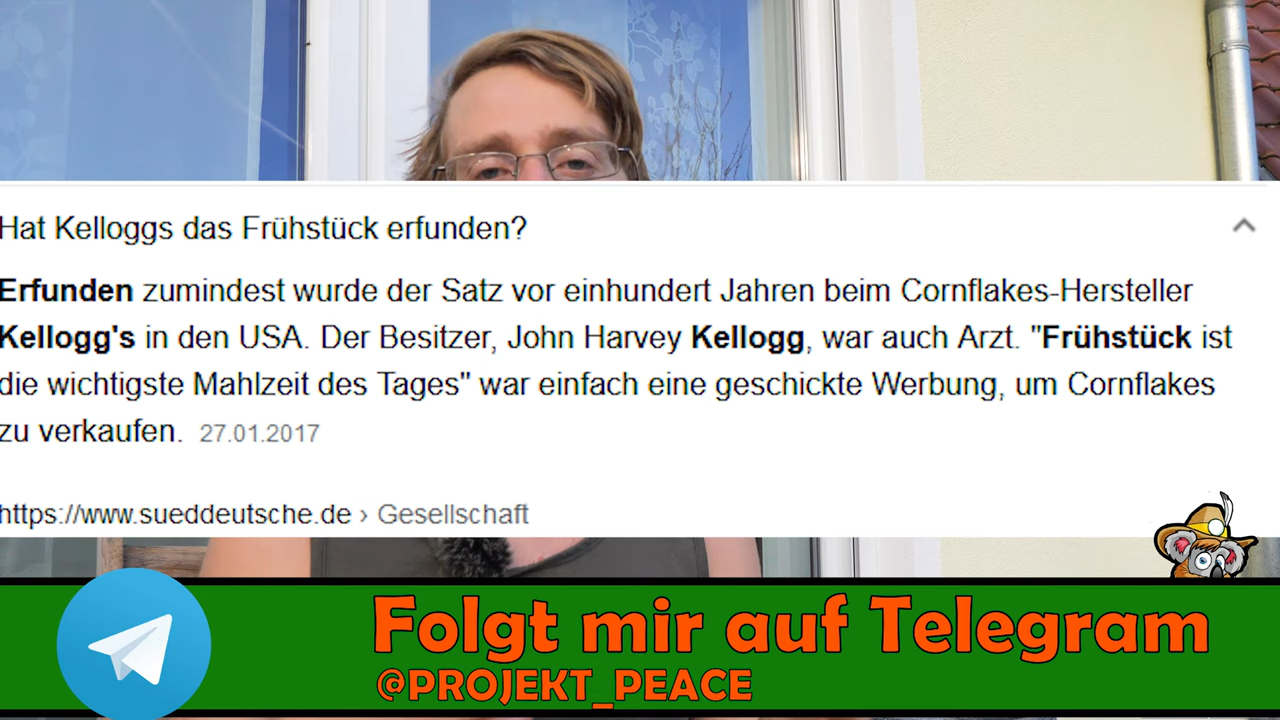 Hat Kelloggs das Frühstück erfunden?
Erfunden zumindest wurde der Satz vor einhundert Jahren beim Cornflakes-Hersteller
Kellogg's in den USA. Der Besitzer, John Harvey Kellogg, war auch Arzt. "Frühstück ist
die wichtigste Mahlzeit des Tages" war einfach eine geschickte Werbung, um Cornflakes
zu verkaufen. 27.01.2017
https://www.sueddeutsche.de › Gesellschaft
Folgt mir auf Telegram
@PROJEKT_PEACE